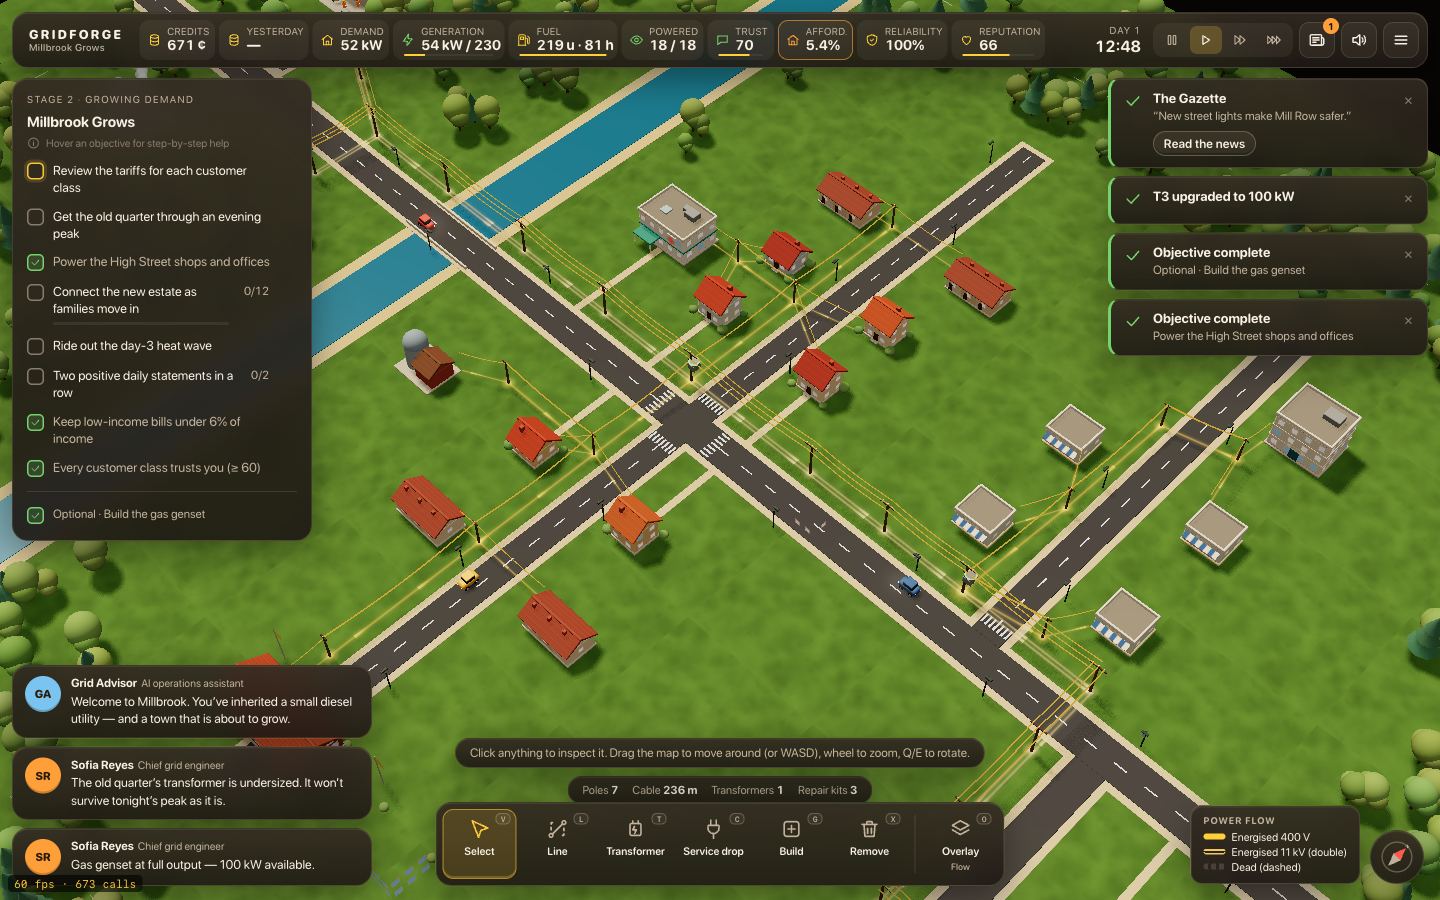 GRIDFORGE
Millbrook Grows
CREDITS
671 ¢
YESTERDAY
—
DEMAND
52 kW
GENERATION
54 kW / 230
FUEL
219 u · 81 h
POWERED
18 / 18
TRUST
70
AFFORD.
5.4%
RELIABILITY
100%
REPUTATION
66
DAY 1
12:48
1
STAGE 2 · GROWING DEMAND
Millbrook Grows
Hover an objective for step-by-step help
Review the tariffs for each customer
class
Get the old quarter through an evening
peak
Power the High Street shops and offices
Connect the new estate as
families move in
0/12
Ride out the day-3 heat wave
Two positive daily statements in a
row
0/2
Keep low-income bills under 6% of
income
Every customer class trusts you (≥ 60)
Optional · Build the gas genset
The Gazette
“New street lights make Mill Row safer.”
Read the news
T3 upgraded to 100 kW
Objective complete
Optional · Build the gas genset
Objective complete
Power the High Street shops and offices
GA
Grid Advisor AI operations assistant
Welcome to Millbrook. You’ve inherited a small diesel
utility — and a town that is about to grow.
SR
Sofia Reyes Chief grid engineer
The old quarter’s transformer is undersized. It won’t
survive tonight’s peak as it is.
SR
Sofia Reyes Chief grid engineer
Gas genset at full output — 100 kW available.
60 fps · 673 calls
Click anything to inspect it. Drag the map to move around (or WASD), wheel to zoom, Q/E to rotate.
Poles 7 Cable 236 m Transformers 1 Repair kits 3
V
Select
L
Line
T
Transformer
C
Service drop
G
Build
X
Remove
O
Overlay
Flow
POWER FLOW
Energised 400 V
Energised 11 kV (double)
Dead (dashed)